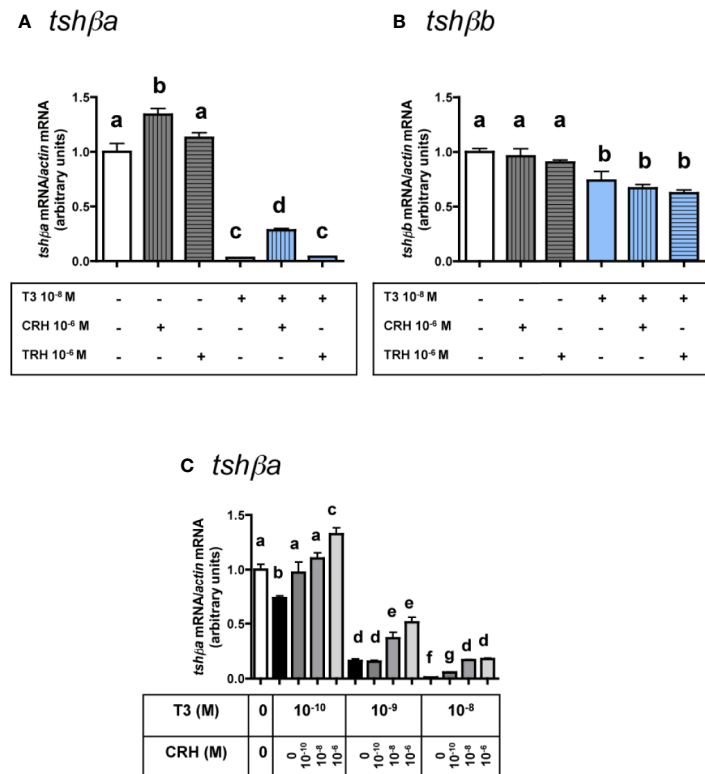 A tshβa
B tshβb
tshβa mRNA/actin mRNA
(arbitrary units)
1.5
1.0
0.5
0.0
a b a c d c
T3 10⁻⁸ M - - - + + +
CRH 10⁻⁶ M - + - - + -
TRH 10⁻⁶ M - - + - - +
tshβb mRNA/actin mRNA
(arbitrary units)
1.5
1.0
0.5
0.0
a a a b b b
T3 10⁻⁸ M - - - + + +
CRH 10⁻⁶ M - + - - + -
TRH 10⁻⁶ M - - + - - +
C tshβa
tshβa mRNA/actin mRNA
(arbitrary units)
1.5
1.0
0.5
0.0
a b a a c d d e e f g d d
T3 (M) 0 10⁻¹⁰ 10⁻⁹ 10⁻⁸
CRH (M) 0 0 10⁻¹⁰ 10⁻⁸ 10⁻⁶ 0 10⁻¹⁰ 10⁻⁸ 10⁻⁶ 0 10⁻¹⁰ 10⁻⁸ 10⁻⁶